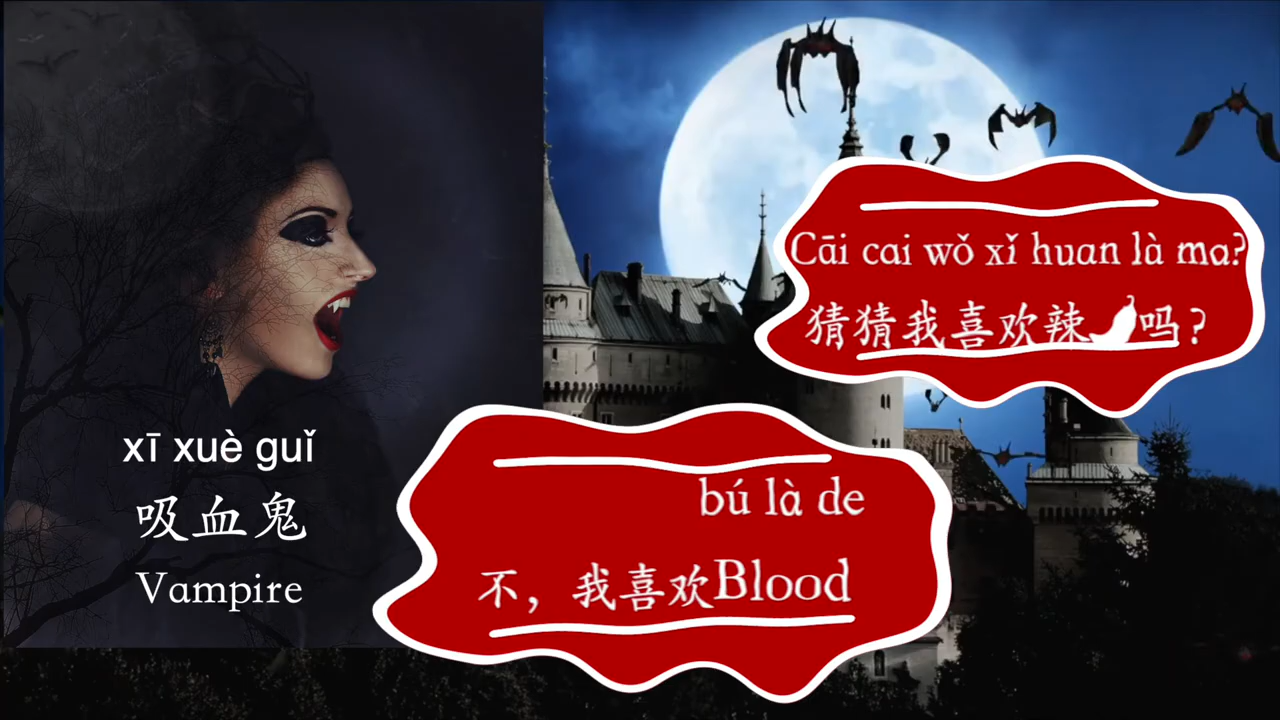 xī xuè guǐ
吸血鬼
Vampire
Cāi cai wǒ xǐ huan là ma?
猜猜我喜欢辣吗？
bú là de
不，我喜欢Blood